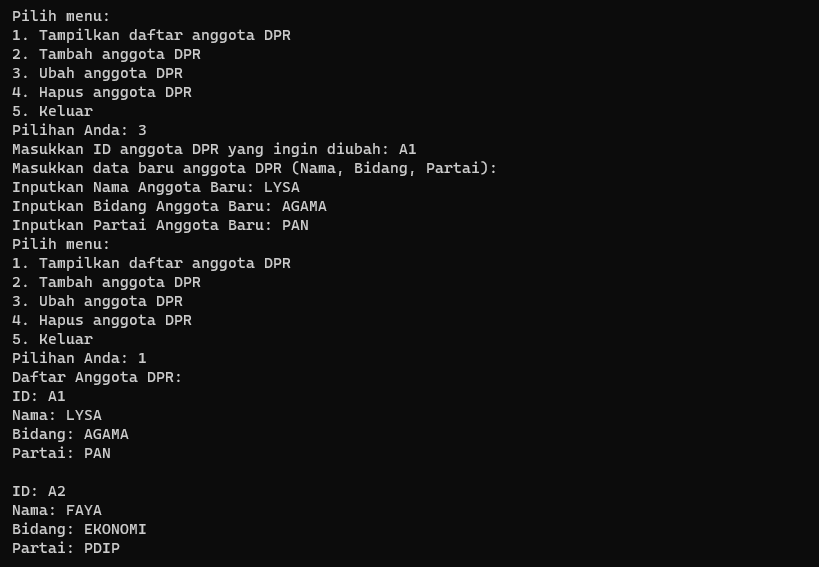 Pilih menu:
1. Tampilkan daftar anggota DPR
2. Tambah anggota DPR
3. Ubah anggota DPR
4. Hapus anggota DPR
5. Keluar
Pilihan Anda: 3
Masukkan ID anggota DPR yang ingin diubah: A1
Masukkan data baru anggota DPR (Nama, Bidang, Partai):
Inputkan Nama Anggota Baru: LYSA
Inputkan Bidang Anggota Baru: AGAMA
Inputkan Partai Anggota Baru: PAN
Pilih menu:
1. Tampilkan daftar anggota DPR
2. Tambah anggota DPR
3. Ubah anggota DPR
4. Hapus anggota DPR
5. Keluar
Pilihan Anda: 1
Daftar Anggota DPR:
ID: A1
Nama: LYSA
Bidang: AGAMA
Partai: PAN

ID: A2
Nama: FAYA
Bidang: EKONOMI
Partai: PDIP